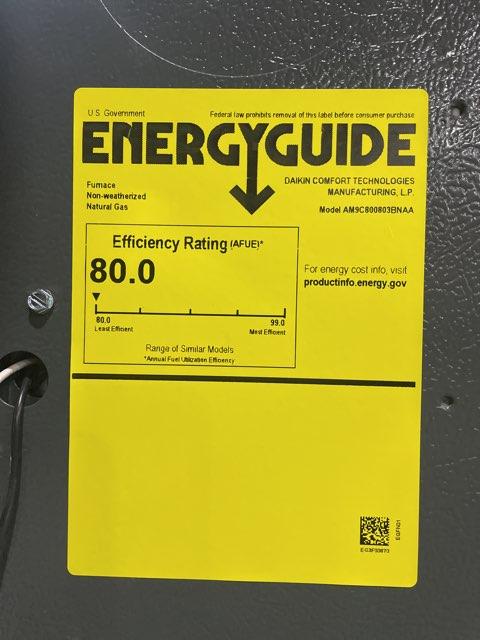 U.S. Government
Federal law prohibits removal of this label before consumer purchase
ENERGYGUIDE
Furnace
Non-weatherized
Natural Gas
DAIKIN COMFORT TECHNOLOGIES
MANUFACTURING, L.P.
Model AM9C800803BNAA
Efficiency Rating (AFUE)*
80.0
80.0
Least Efficient
99.0
Most Efficient
Range of Similar Models
*Annual Fuel Utilization Efficiency
For energy cost info, visit
productinfo.energy.gov